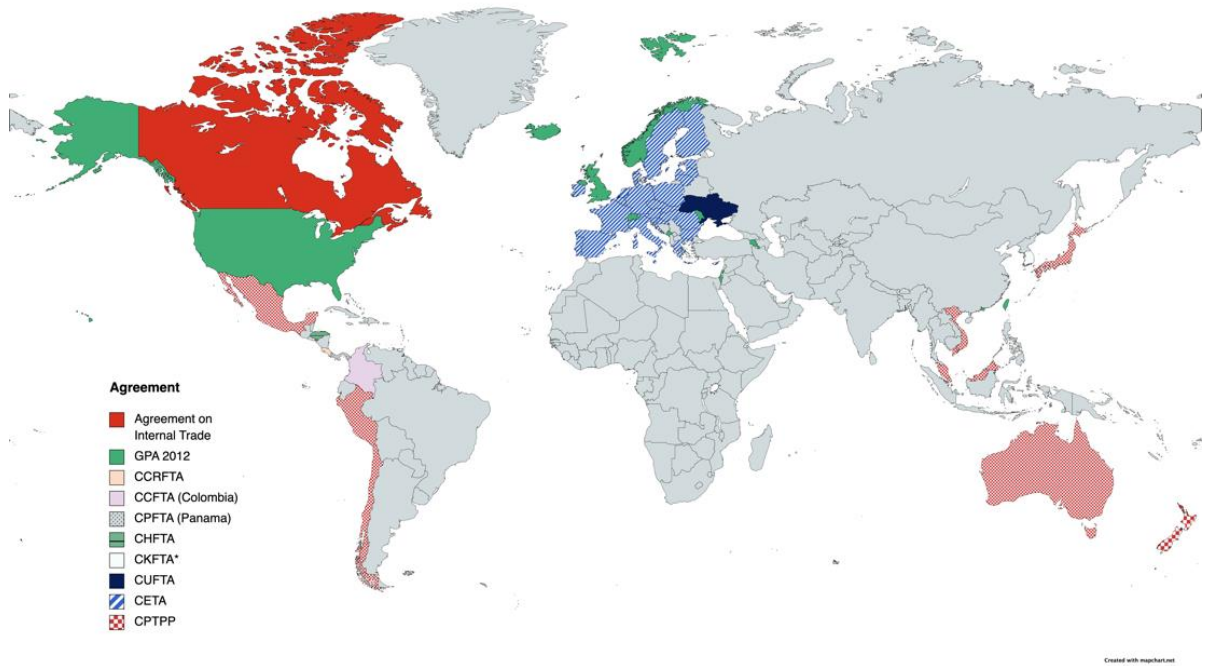 Agreement
Agreement on
Internal Trade
GPA 2012
CCRFTA
CCFTA (Colombia)
CPFTA (Panama)
CHFTA
CKFTA*
CUFTA
CETA
CPTPP
Created with mapchart.net